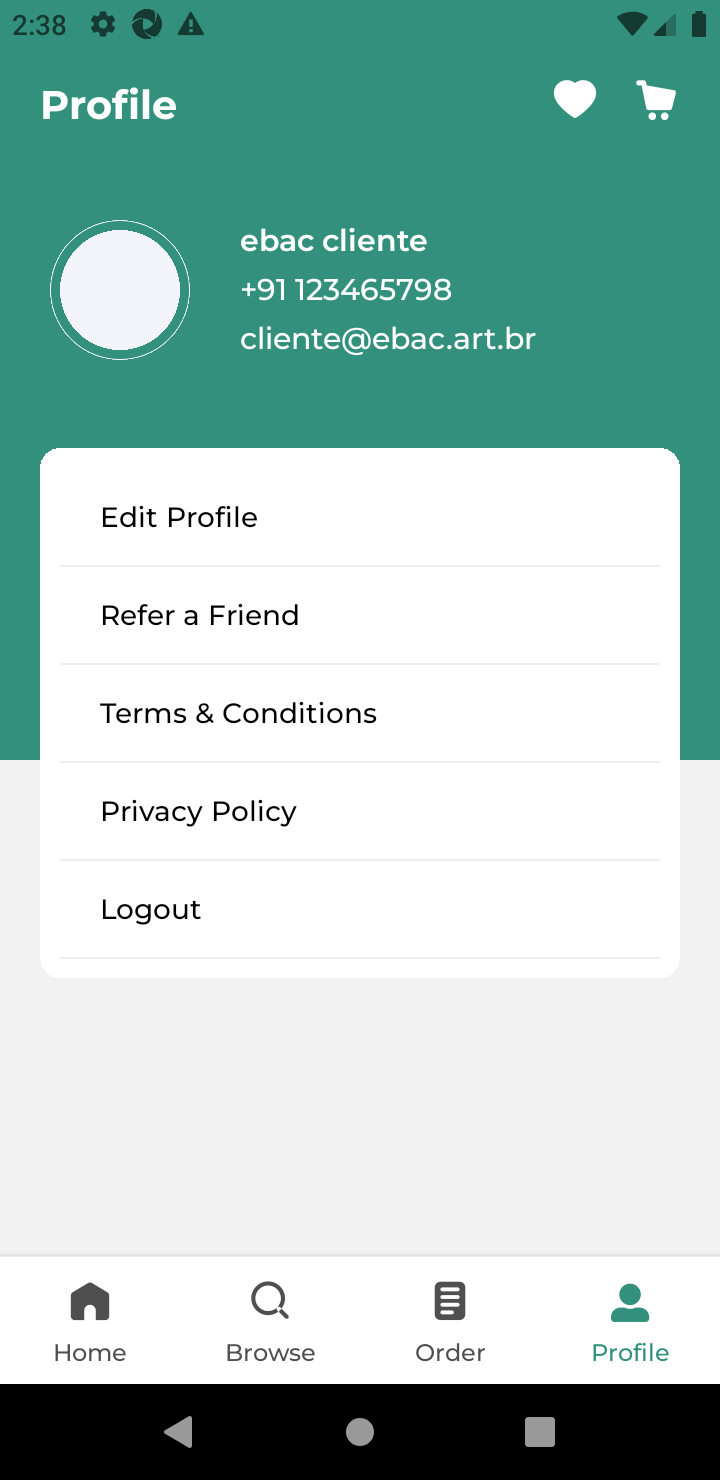 2:38
Profile
ebac cliente
+91 123465798
cliente@ebac.art.br
Edit Profile
Refer a Friend
Terms & Conditions
Privacy Policy
Logout
Home
Browse
Order
Profile